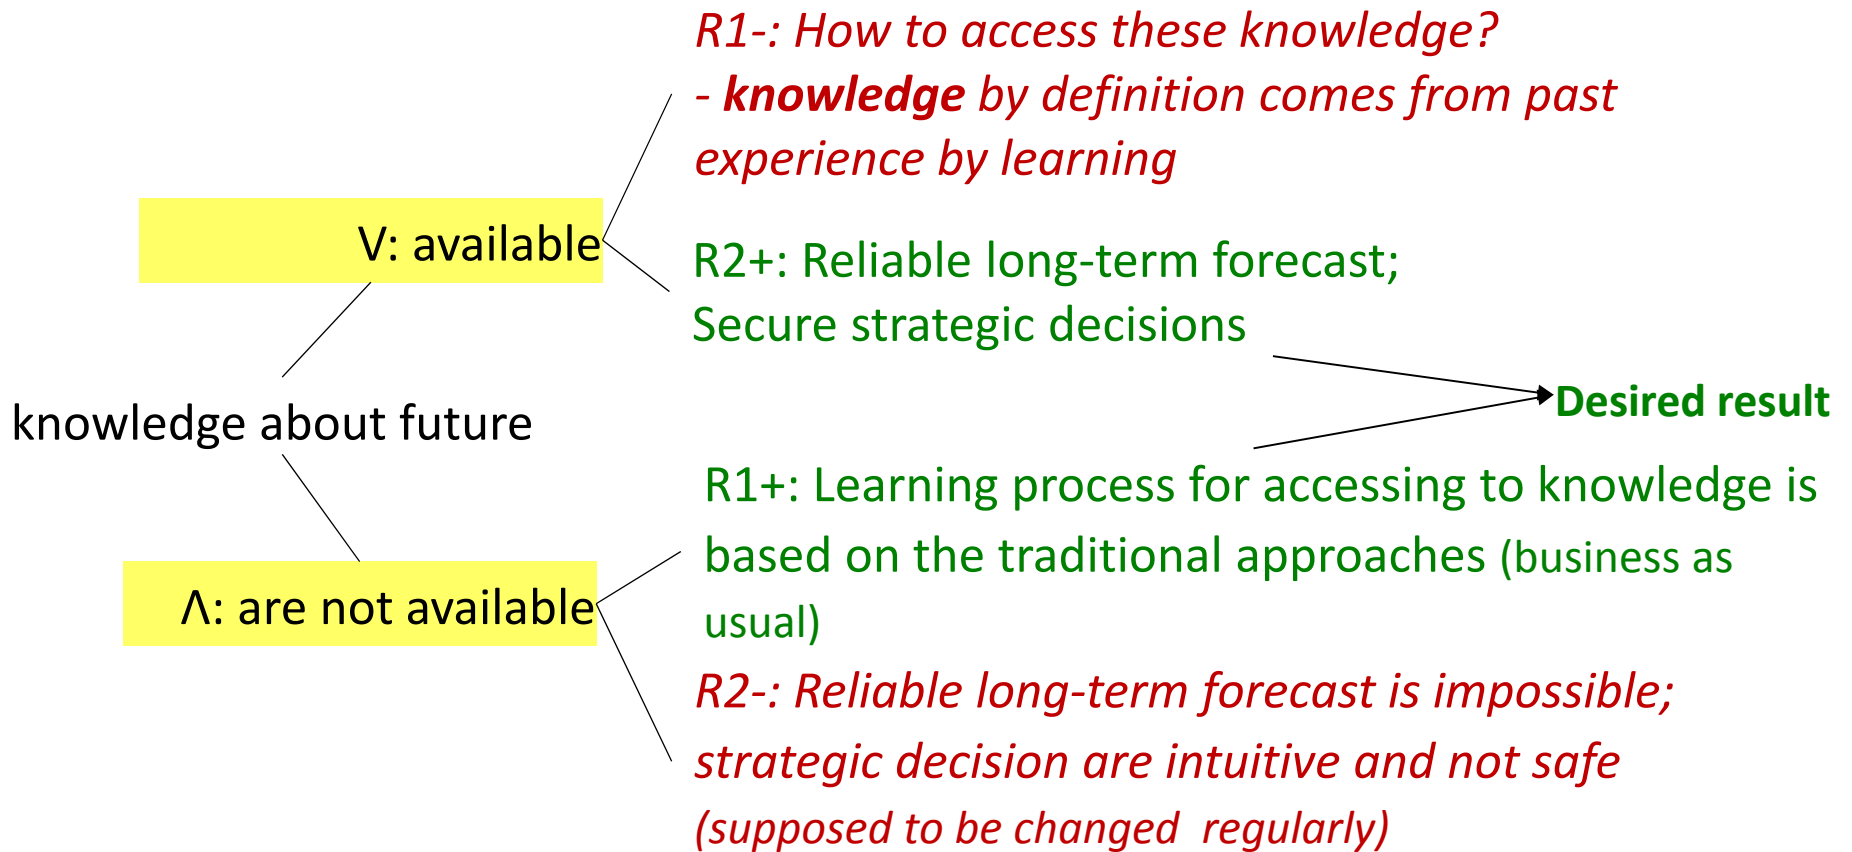 R1-: How to access these knowledge?
- knowledge by definition comes from past
experience by learning
V: available
R2+: Reliable long-term forecast;
Secure strategic decisions
Desired result
knowledge about future
R1+: Learning process for accessing to knowledge is
based on the traditional approaches (business as
usual)
Λ: are not available
R2-: Reliable long-term forecast is impossible;
strategic decision are intuitive and not safe
(supposed to be changed regularly)